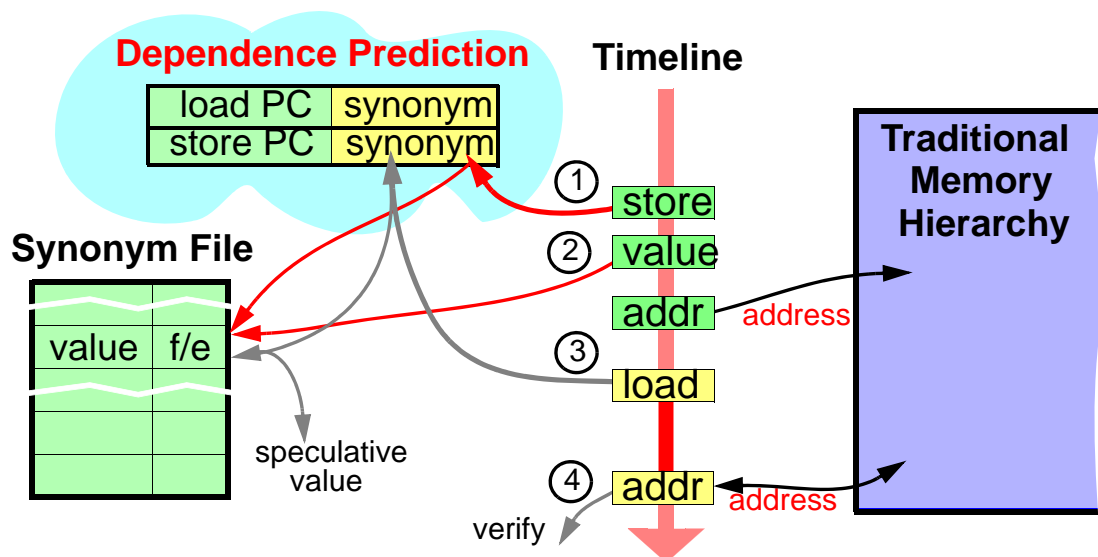 Dependence Prediction
load PC synonym
store PC synonym
Timeline
Traditional
Memory
Hierarchy
1
store
Synonym File
2
value
addr
address
value f/e
3
load
speculative
value
4
addr
address
verify